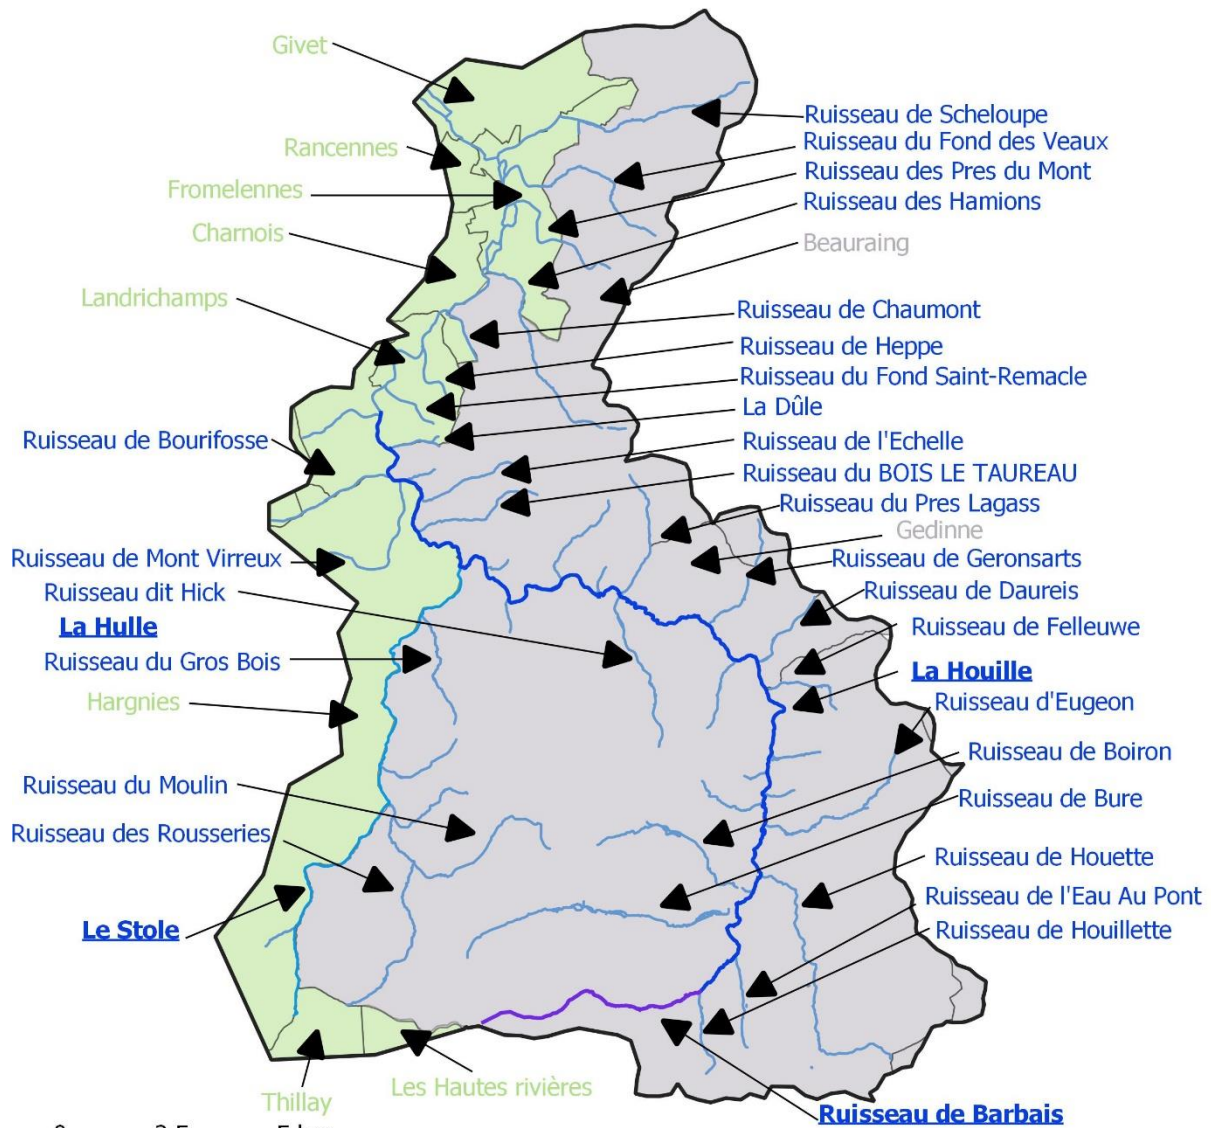 Givet
Rancennes
Fromelennes
Charnois
Landrichamps
Ruisseau de Bourifosse
Ruisseau de Mont Virreux
Ruisseau dit Hick
La Hulle
Ruisseau du Gros Bois
Hargnies
Ruisseau du Moulin
Ruisseau des Rousseries
Le Stole
Thillay
Les Hautes rivières
Ruisseau de Scheloupe
Ruisseau du Fond des Veaux
Ruisseau des Pres du Mont
Ruisseau des Hamions
Beauraing
Ruisseau de Chaumont
Ruisseau de Heppe
Ruisseau du Fond Saint-Remacle
La Dûle
Ruisseau de l'Echelle
Ruisseau du BOIS LE TAUREAU
Ruisseau du Pres Lagass
Gedinne
Ruisseau de Geronsarts
Ruisseau de Daureis
Ruisseau de Felleuwe
La Houille
Ruisseau d'Eugeon
Ruisseau de Boiron
Ruisseau de Bure
Ruisseau de Houette
Ruisseau de l'Eau Au Pont
Ruisseau de Houillette
Ruisseau de Barbais